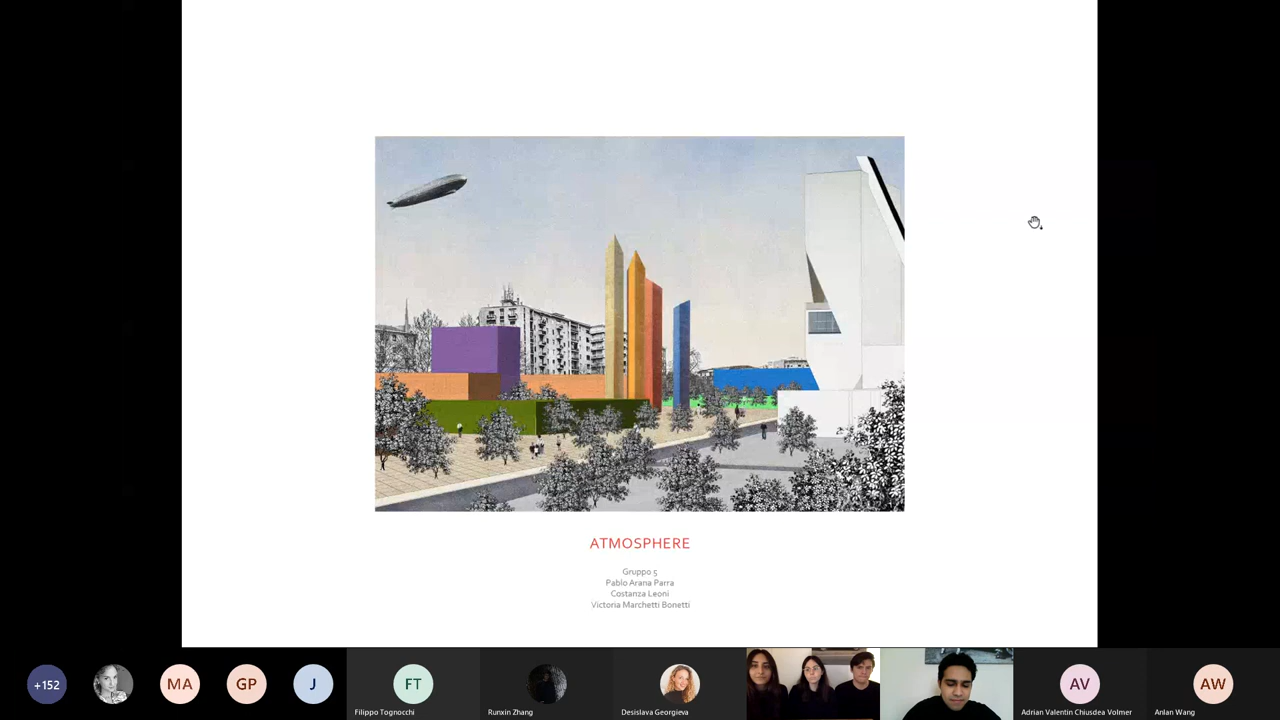 ATMOSPHERE
Gruppo 5
Pablo Arana Parra
Costanza Leoni
Victoria Marchetti Bonetti
+152
MA
GP
J
FT
AV
AW
Filippo Tognocchi
Runxin Zhang
Desislava Georgieva
Adrian Valentin Chiusdea Volmer
Anlan Wang